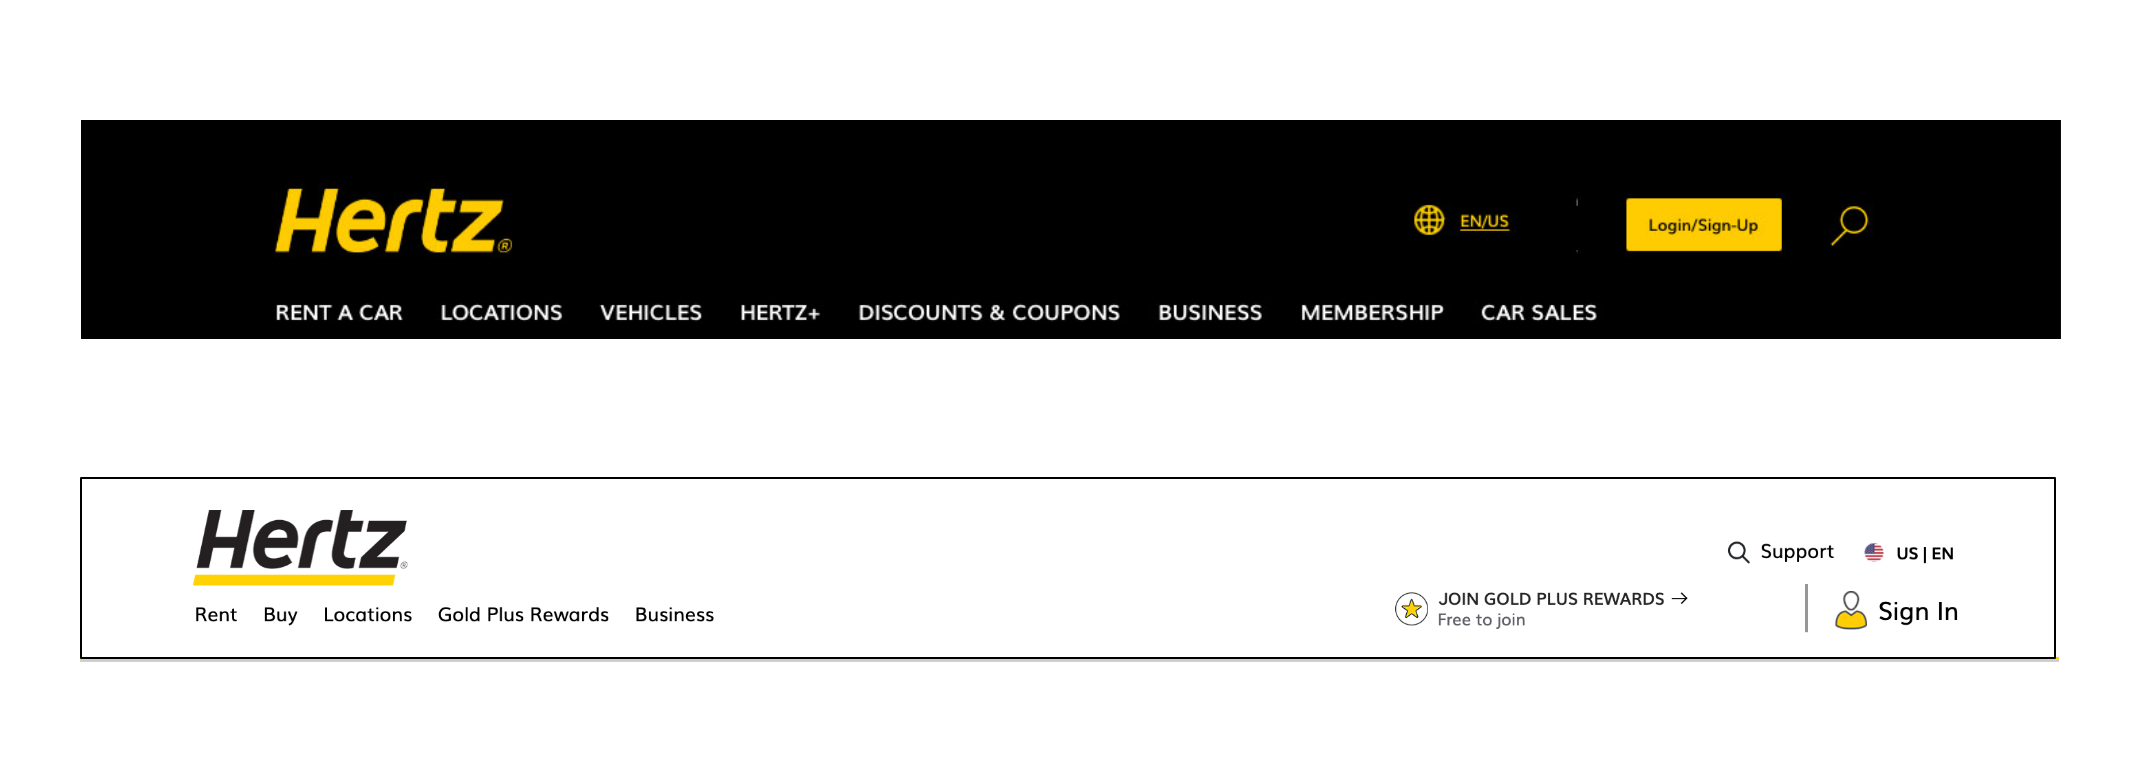 Hertz®
EN/US
Login/Sign-Up
RENT A CAR LOCATIONS VEHICLES HERTZ+ DISCOUNTS & COUPONS BUSINESS MEMBERSHIP CAR SALES
Hertz®
Support US | EN
Rent Buy Locations Gold Plus Rewards Business
JOIN GOLD PLUS REWARDS →
Free to join
Sign In